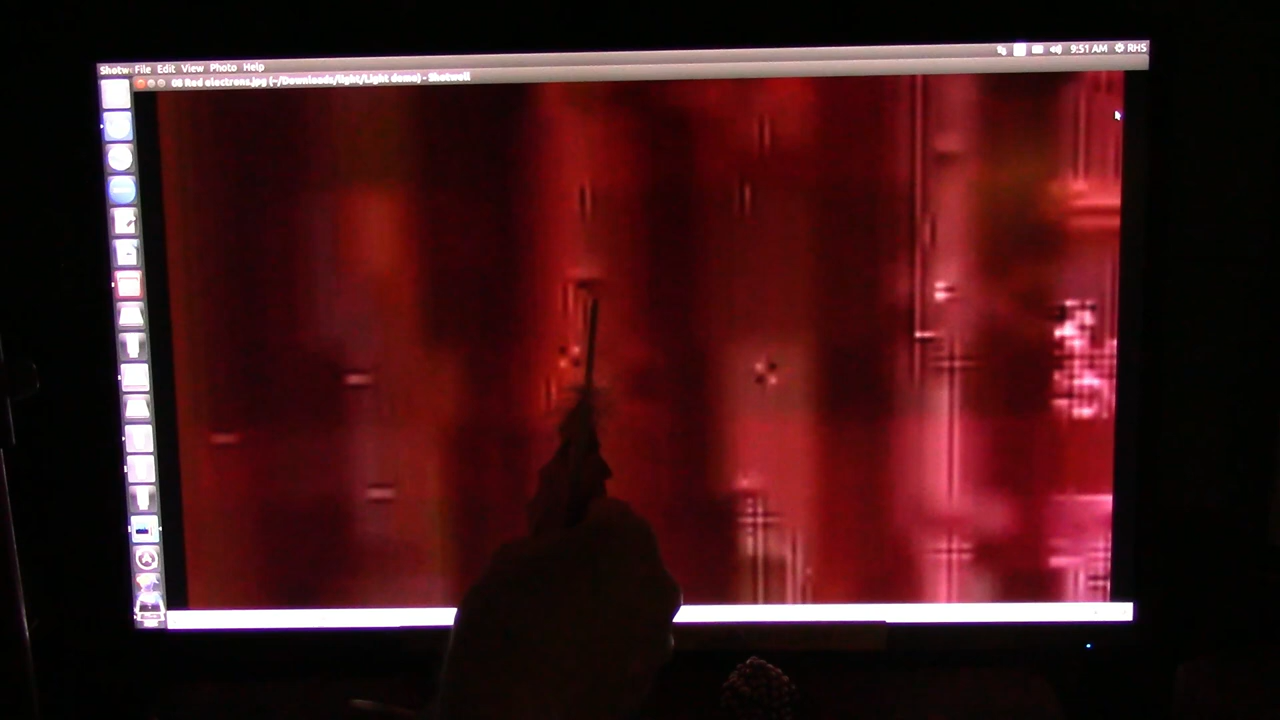 Shotw File Edit View Photo Help
9:51 AM RHS
08 Red electrons.jpg (~/Downloads/light/Light demo) - Shotwell